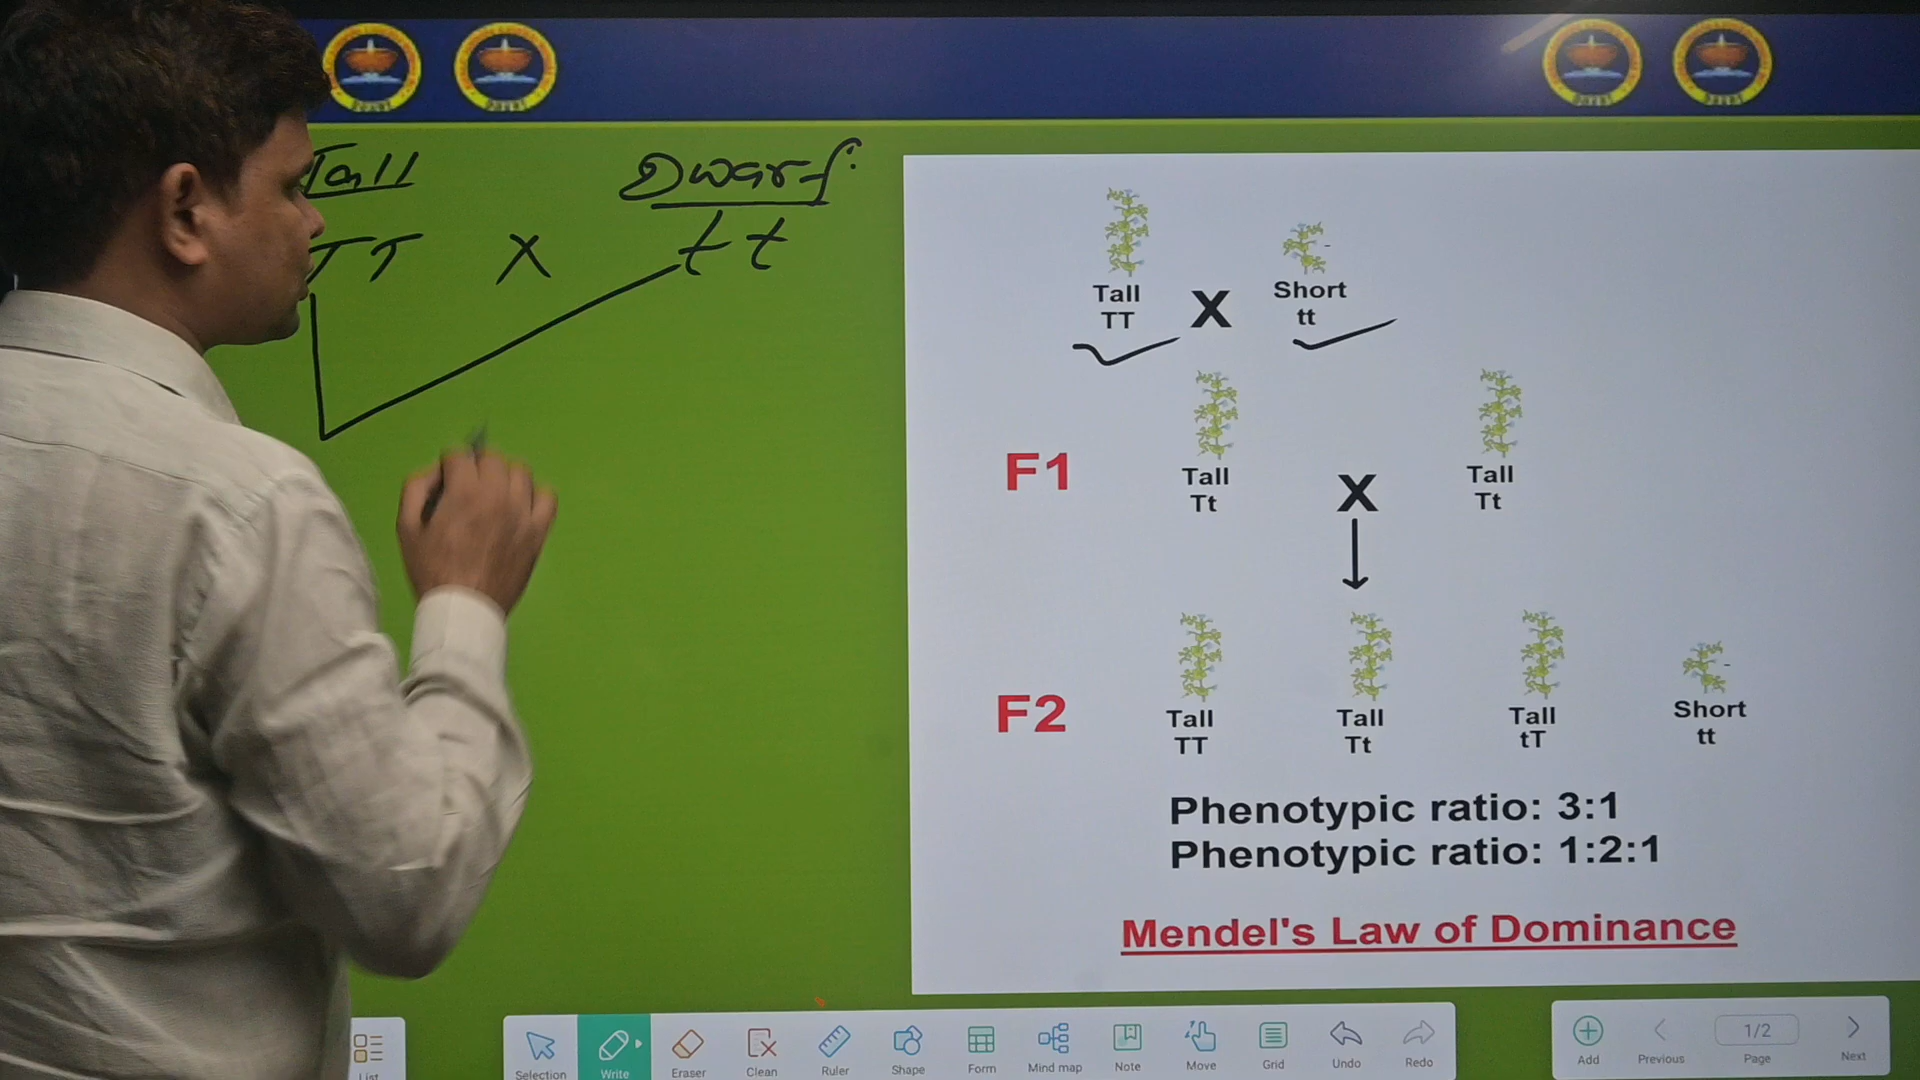 Tall Dwarf
TT X tt
Tall Short
TT X tt
F1
Tall Tall
Tt X Tt
F2
Tall Tall Tall Short
TT Tt tT tt
Phenotypic ratio: 3:1
Phenotypic ratio: 1:2:1
Mendel's Law of Dominance
List Selection Write Eraser Clean Ruler Shape Form Mind map Note Move Grid Undo Redo
1/2
Add Previous Page Next